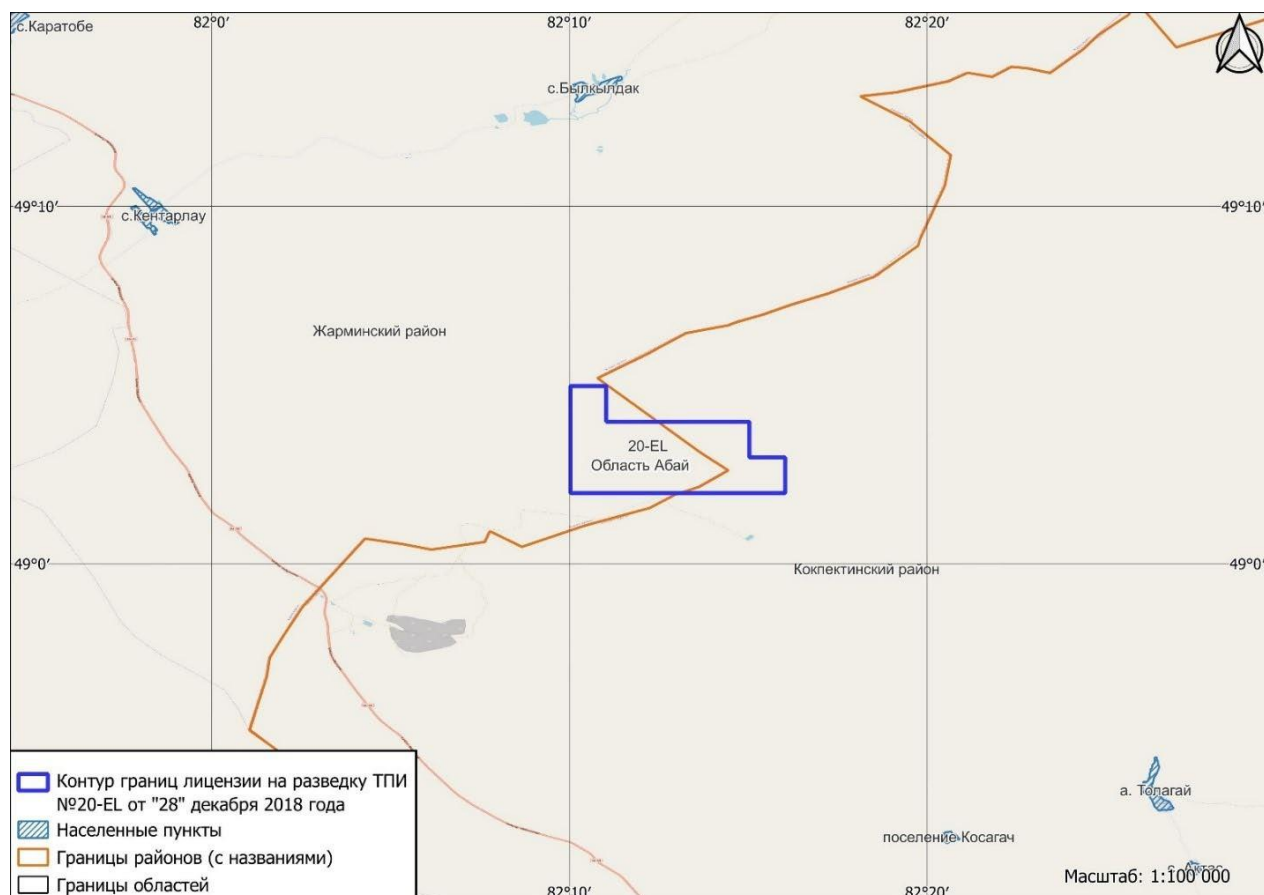 82°0′
82°10′
82°20′
с.Каратобе
с.Былкылдак
49°10′
49°10′
с.Кентарлау
Жарминский район
20-EL
Область Абай
49°0′
49°0′
Кокпектинский район
а. Толагай
поселение Косагач
с. Актас
Контур границ лицензии на разведку ТПИ
№20-EL от "28" декабря 2018 года
Населенные пункты
Границы районов (с названиями)
Границы областей
Масштаб: 1:100 000
82°10′
82°20′